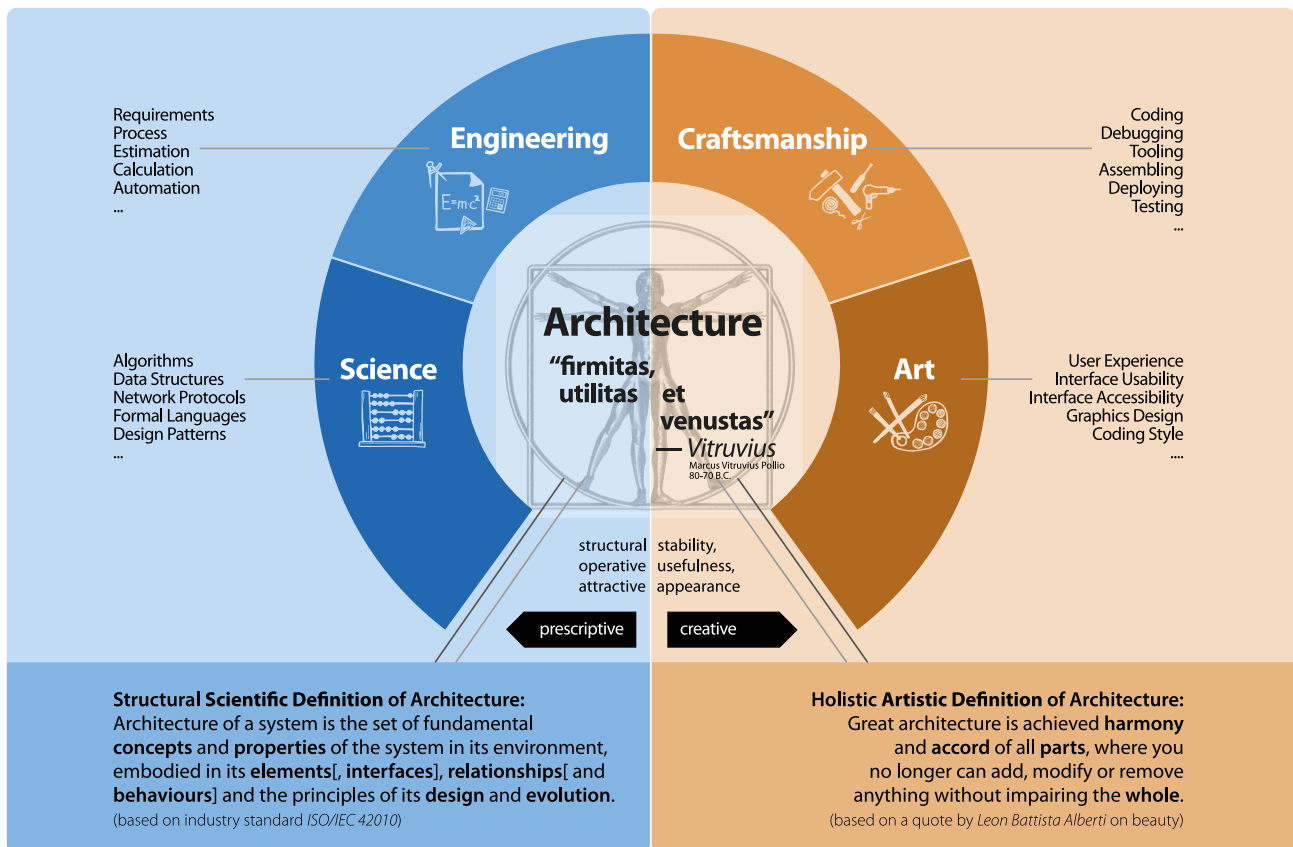 Requirements
Process
Estimation
Calculation
Automation
...
Engineering
E=mc²
Craftsmanship
Coding
Debugging
Tooling
Assembling
Deploying
Testing
...
Algorithms
Data Structures
Network Protocols
Formal Languages
Design Patterns
...
Science
Architecture
“firmitas,
utilitas et
venustas”
— Vitruvius
Marcus Vitruvius Pollio
80-70 B.C.
Art
User Experience
Interface Usability
Interface Accessibility
Graphics Design
Coding Style
....
structural stability,
operative usefulness,
attractive appearance
prescriptive
creative
Structural Scientific Definition of Architecture:
Architecture of a system is the set of fundamental
concepts and properties of the system in its environment,
embodied in its elements[, interfaces], relationships[ and
behaviours] and the principles of its design and evolution.
(based on industry standard ISO/IEC 42010)
Holistic Artistic Definition of Architecture:
Great architecture is achieved harmony
and accord of all parts, where you
no longer can add, modify or remove
anything without impairing the whole.
(based on a quote by Leon Battista Alberti on beauty)